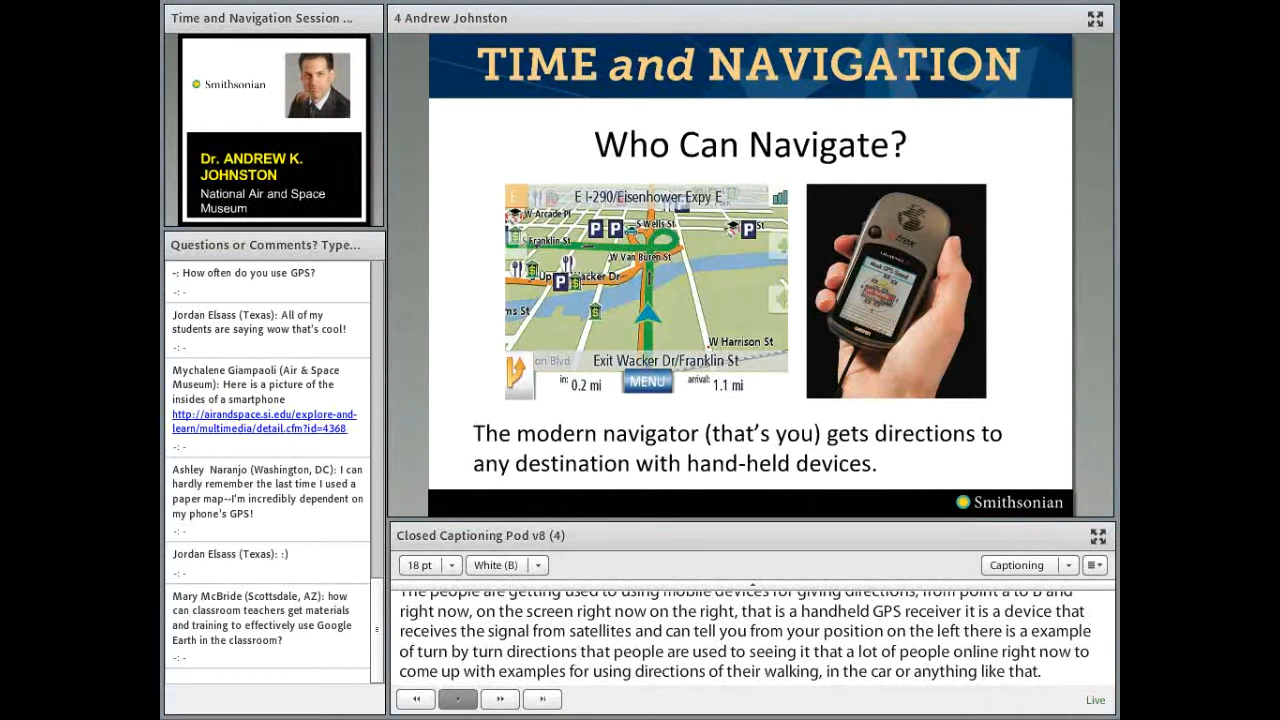 Time and Navigation Session ...
Smithsonian
Dr. ANDREW K.
JOHNSTON
National Air and Space
Museum
Questions or Comments? Type...
-: How often do you use GPS?
-: -
Jordan Elsass (Texas): All of my
students are saying wow that's cool!
-: -
Mychalene Giampaoli (Air & Space
Museum): Here is a picture of the
insides of a smartphone
http://airandspace.si.edu/explore-and-
learn/multimedia/detail.cfm?id=4368
-: -
Ashley Naranjo (Washington, DC): I can
hardly remember the last time I used a
paper map--I'm incredibly dependent on
my phone's GPS!
-: -
Jordan Elsass (Texas): :)
-: -
Mary McBride (Scottsdale, AZ): how
can classroom teachers get materials
and training to effectively use Google
Earth in the classroom?
-: -
4 Andrew Johnston
TIME and NAVIGATION
Who Can Navigate?
E I-290/Eisenhower Expy E
W Arcade Pl
S Wells St
P P
P
St
S Franklin St
W Van Buren St
P
Wacker Dr
ms St
W Harrison St
on Blvd
Exit Wacker Dr/Franklin St
in: 0.2 mi
MENU
arrival: 1.1 mi
etrex
GARMIN
The modern navigator (that's you) gets directions to
any destination with hand-held devices.
Smithsonian
Closed Captioning Pod v8 (4)
18 pt
White (B)
Captioning
The people are getting used to using mobile devices for giving directions, from point a to B and
right now, on the screen right now on the right, that is a handheld GPS receiver it is a device that
receives the signal from satellites and can tell you from your position on the left there is a example
of turn by turn directions that people are used to seeing it that a lot of people online right now to
come up with examples for using directions of their walking, in the car or anything like that.
Live